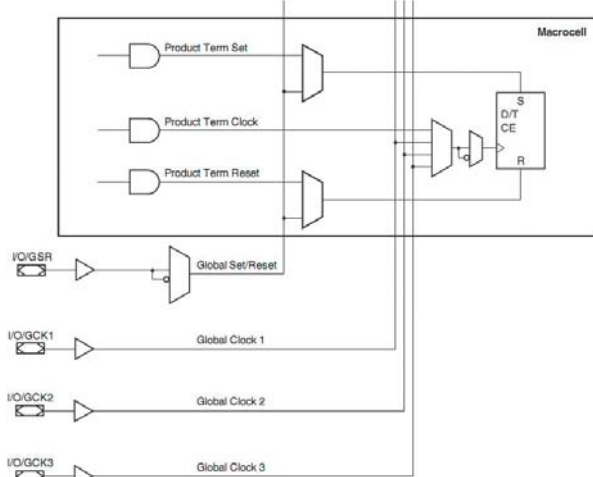 Macrocell
Product Term Set
S
D/T
CE
Product Term Clock
R
Product Term Reset
I/O/GSR
Global Set/Reset
I/O/GCK1
Global Clock 1
I/O/GCK2
Global Clock 2
I/O/GCK3
Global Clock 3